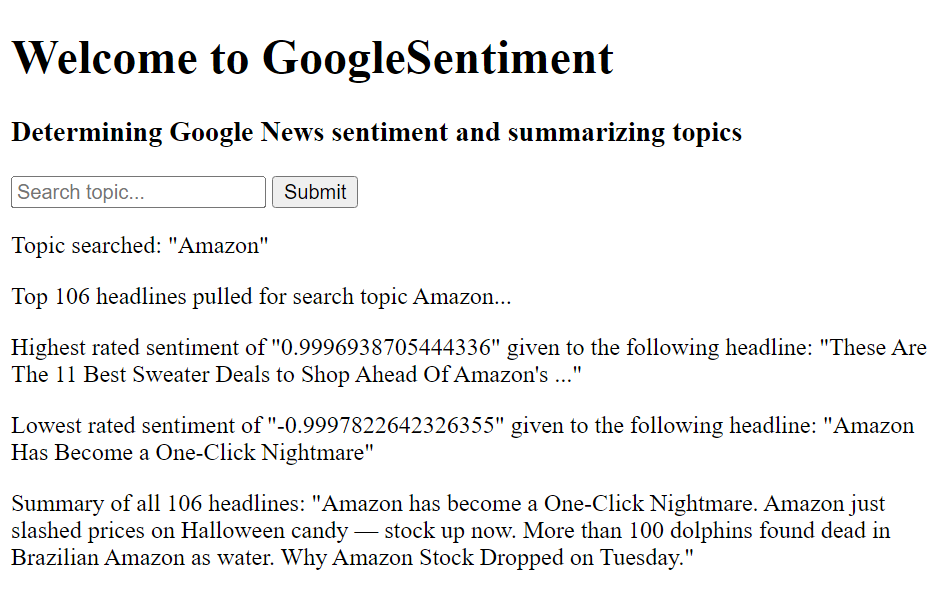 Welcome to GoogleSentiment
Determining Google News sentiment and summarizing topics
Search topic... Submit
Topic searched: "Amazon"
Top 106 headlines pulled for search topic Amazon...
Highest rated sentiment of "0.9996938705444336" given to the following headline: "These Are
The 11 Best Sweater Deals to Shop Ahead Of Amazon's ..."
Lowest rated sentiment of "-0.9997822642326355" given to the following headline: "Amazon
Has Become a One-Click Nightmare"
Summary of all 106 headlines: "Amazon has become a One-Click Nightmare. Amazon just
slashed prices on Halloween candy — stock up now. More than 100 dolphins found dead in
Brazilian Amazon as water. Why Amazon Stock Dropped on Tuesday."